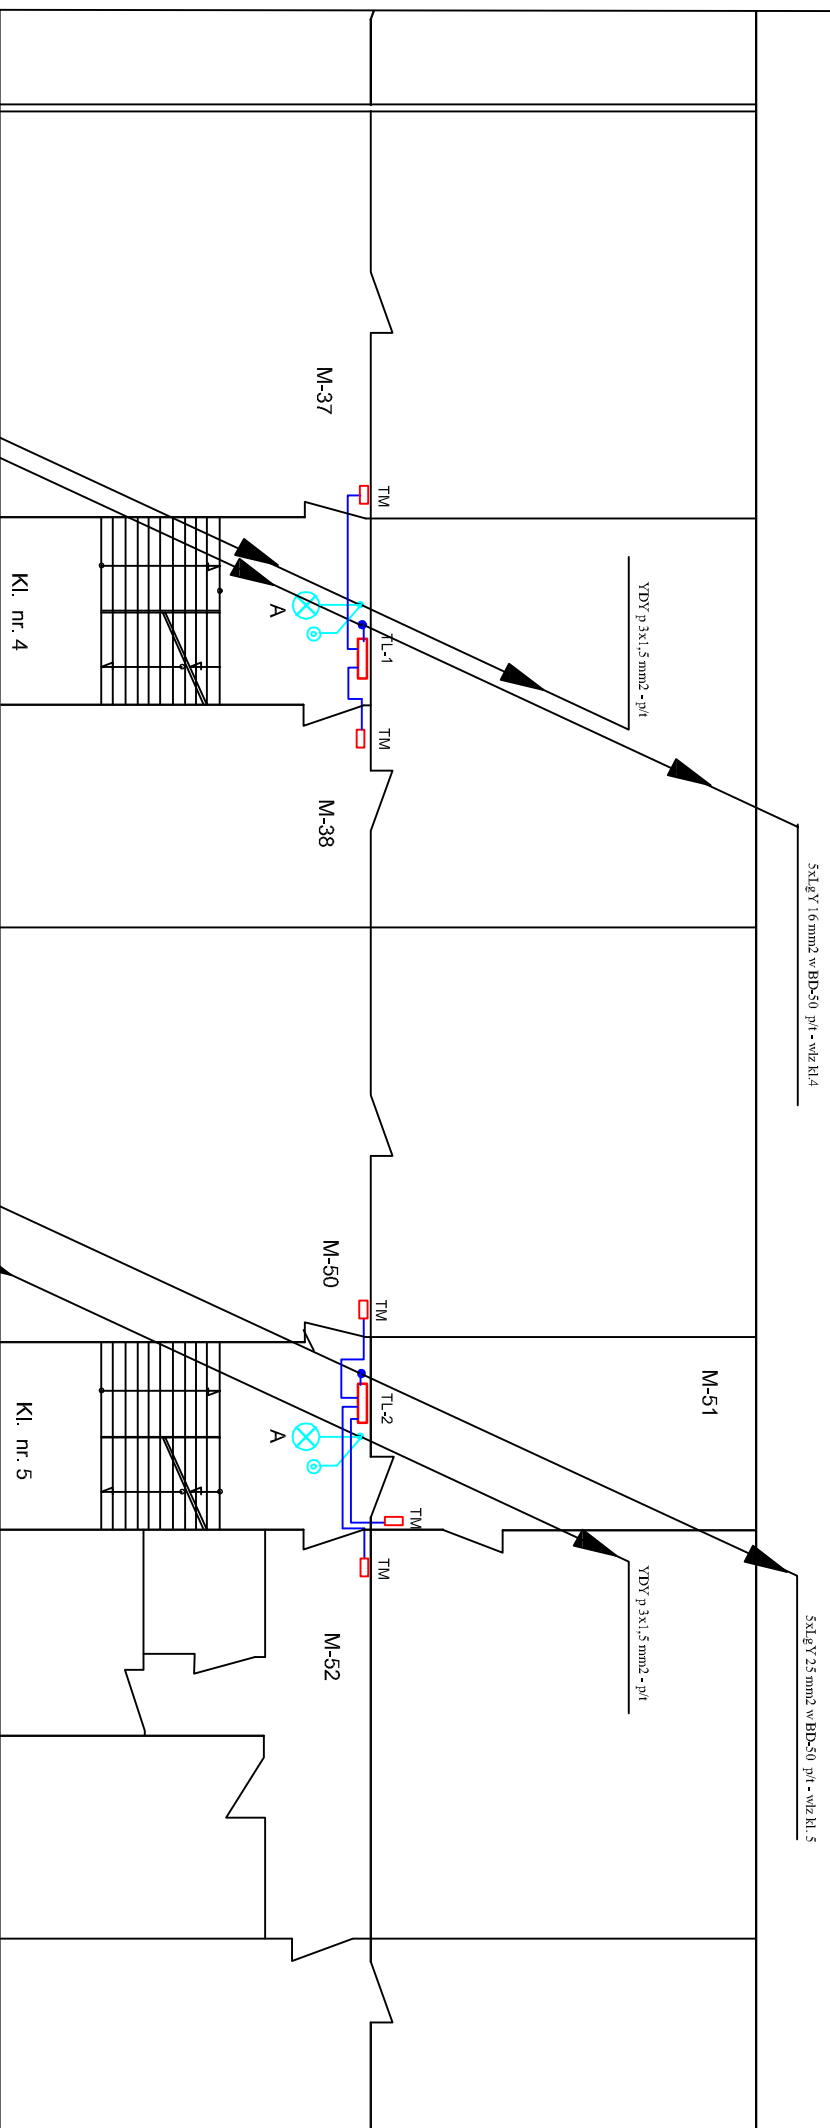 5xLgY 16 mm2 w BD-50 p/t - wlz kl.4
5xLgY 25 mm2 w BD-50 p/t - wlz kl. 5
M-51
YDY p 3x1,5 mm2 - p/t
YDY p 3x1,5 mm2 - p/t
TM
TL-1
TM
TM
TL-2
TM
TM
M-37
M-38
M-50
M-52
A
A
Kl. nr. 4
Kl. nr. 5